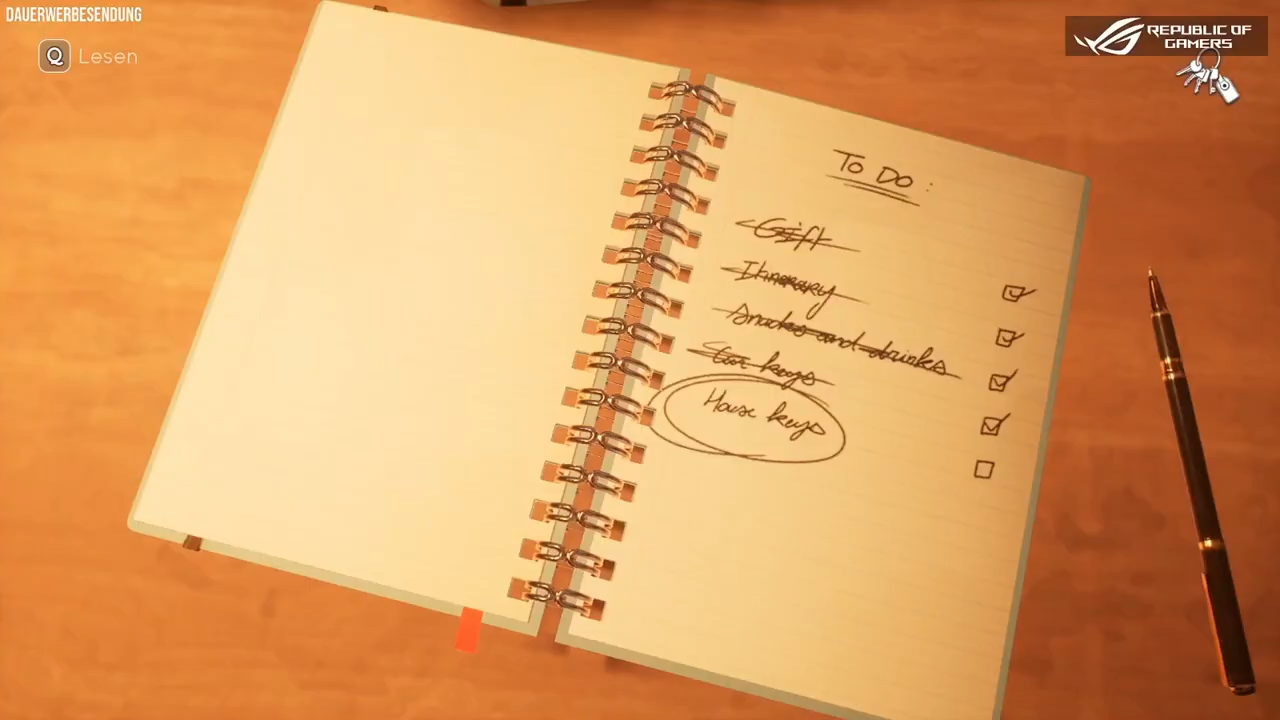 DAUERWERBESENDUNG
Q Lesen
REPUBLIC OF
GAMERS
To Do :
Gift
Itinerary
Snacks and drinks
Car keys
House keys